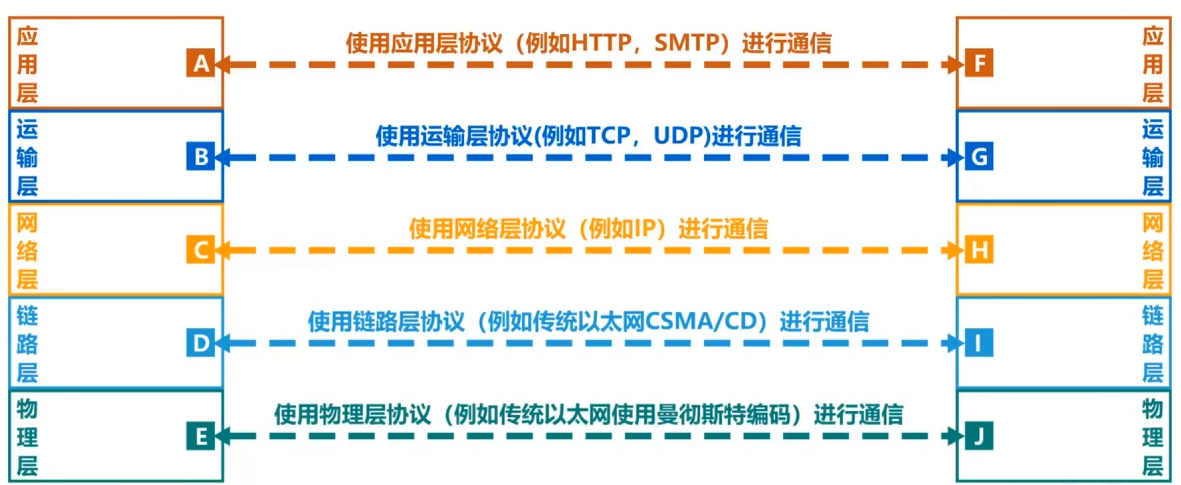 应用层
A
使用应用层协议（例如HTTP，SMTP）进行通信
F
应用层
运输层
B
使用运输层协议(例如TCP，UDP)进行通信
G
运输层
网络层
C
使用网络层协议（例如IP）进行通信
H
网络层
链路层
D
使用链路层协议（例如传统以太网CSMA/CD）进行通信
I
链路层
物理层
E
使用物理层协议（例如传统以太网使用曼彻斯特编码）进行通信
J
物理层